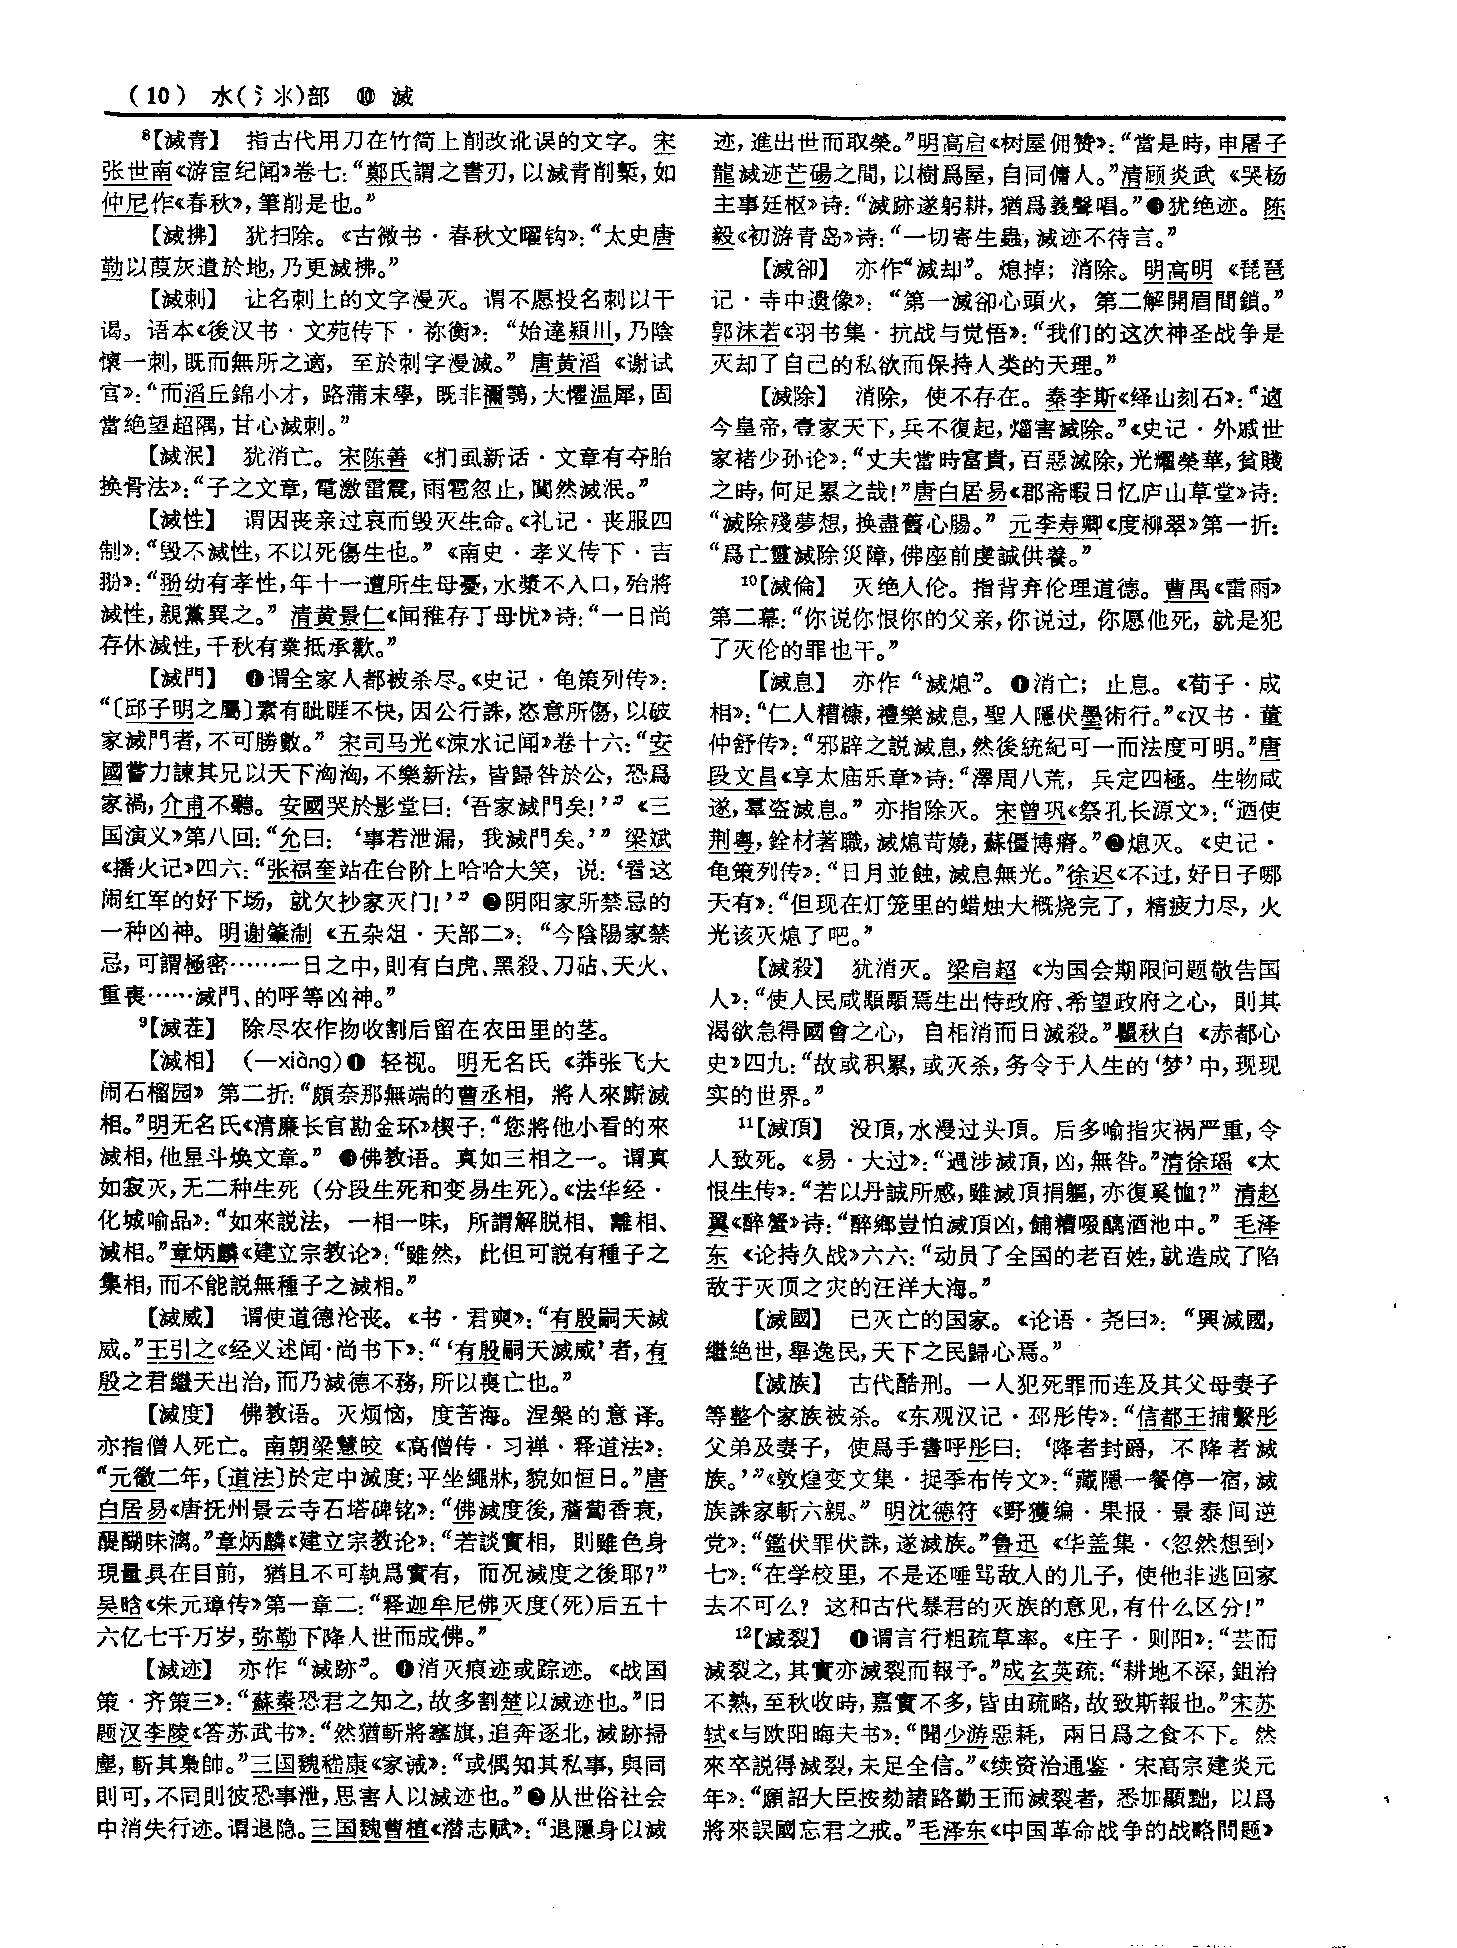 (10) 水(氵氺)部 ⑩ 滅
⁸【滅青】 指古代用刀在竹简上削改讹误的文字。宋
张世南《游宦纪闻》卷七:“鄭氏謂之書刃,以滅青削槧,如
仲尼作《春秋》,筆削是也。”
【滅拂】 犹扫除。《古微书·春秋文曜钩》:“太史唐
勒以葭灰遺於地,乃更滅拂。”
【滅刺】 让名刺上的文字漫灭。谓不愿投名刺以干
谒。语本《後汉书·文苑传下·祢衡》:“始達潁川,乃陰
懷一刺,既而無所之適,至於刺字漫滅。”唐黄滔《谢试
官》:“而滔丘錦小才,路蒲末學,既非禰鶚,大懼温犀,固
當絶望超隅,甘心滅刺。”
【滅泯】 犹消亡。宋陈善《扪虱新话·文章有夺胎
换骨法》:“子之文章,電激雷震,雨雹忽止,闃然滅泯。”
【滅性】 谓因丧亲过哀而毁灭生命。《礼记·丧服四
制》:“毁不滅性,不以死傷生也。”《南史·孝义传下·吉
翂》:“翂幼有孝性,年十一遭所生母憂,水漿不入口,殆將
滅性,親黨異之。”清黄景仁《闻稚存丁母忧》诗:“一日尚
存休滅性,千秋有業抵承歡。”
【滅門】 ❶谓全家人都被杀尽。《史记·龟策列传》:
“〔邱子明之屬〕素有眦睚不快,因公行誅,恣意所傷,以破
家滅門者,不可勝數。”宋司马光《涑水记闻》卷十六:“安
國嘗力諫其兄以天下洶洶,不樂新法,皆歸咎於公,恐爲
家禍,介甫不聽。安國哭於影堂曰:‘吾家滅門矣!’”《三
国演义》第八回:“允曰:‘事若泄漏,我滅門矣。’”梁斌
《播火记》四六:“张福奎站在台阶上哈哈大笑,说:‘看这
闹红军的好下场,就欠抄家灭门!’”❷阴阳家所禁忌的
一种凶神。明谢肇淛《五杂俎·天部二》:“今陰陽家禁
忌,可謂極密……一日之中,則有白虎、黑殺、刀砧、天火、
重喪……滅門、的呼等凶神。”
⁹【滅茬】 除尽农作物收割后留在农田里的茎。
【滅相】 (—xiàng)❶ 轻视。明无名氏《莽张飞大
闹石榴园》第二折:“頗奈那無端的曹丞相,將人來厮滅
相。”明无名氏《清廉长官勘金环》楔子:“您將他小看的來
滅相,他星斗焕文章。”❷佛教语。真如三相之一。谓真
如寂灭,无二种生死(分段生死和变易生死)。《法华经·
化城喻品》:“如來説法,一相一味,所謂解脱相、離相、
滅相。”章炳麟《建立宗教论》:“雖然,此但可説有種子之
集相,而不能説無種子之滅相。”
【滅威】 谓使道德沦丧。《书·君奭》:“有殷嗣天滅
威。”王引之《经义述闻·尚书下》:“‘有殷嗣天滅威’者,有
殷之君繼天出治,而乃滅德不務,所以喪亡也。”
【滅度】 佛教语。灭烦恼,度苦海。涅槃的意译。
亦指僧人死亡。南朝梁慧皎《高僧传·习禅·释道法》:
“元徽二年,〔道法〕於定中滅度;平坐繩牀,貌如恒日。”唐
白居易《唐抚州景云寺石塔碑铭》:“佛滅度後,薝蔔香衰,
醍醐味漓。”章炳麟《建立宗教论》:“若談實相,則雖色身
現量具在目前,猶且不可執爲實有,而况滅度之後耶?”
吴晗《朱元璋传》第一章二:“释迦牟尼佛灭度(死)后五十
六亿七千万岁,弥勒下降人世而成佛。”
【滅迹】 亦作“滅跡”。❶消灭痕迹或踪迹。《战国
策·齐策三》:“蘇秦恐君之知之,故多割楚以滅迹也。”旧
题汉李陵《答苏武书》:“然猶斬將搴旗,追奔逐北,滅跡掃
塵,斬其梟帥。”三国魏嵇康《家诫》:“或偶知其私事,與同
則可,不同則彼恐事泄,思害人以滅迹也。”❷从世俗社会
中消失行迹。谓退隐。三国魏曹植《潜志赋》:“退隱身以滅
迹,進出世而取榮。”明高启《树屋佣赞》:“當是時,申屠子
龍滅迹芒碭之間,以樹爲屋,自同傭人。”清顾炎武《哭杨
主事廷枢》诗:“滅跡遂躬耕,猶爲義聲唱。”❸犹绝迹。陈
毅《初游青岛》诗:“一切寄生蟲,滅迹不待言。”
【滅卻】 亦作“滅却”。熄掉;消除。明高明《琵琶
记·寺中遗像》:“第一滅卻心頭火,第二解開眉間鎖。”
郭沫若《羽书集·抗战与觉悟》:“我们的这次神圣战争是
灭却了自己的私欲而保持人类的天理。”
【滅除】 消除,使不存在。秦李斯《绎山刻石》:“迺
今皇帝,壹家天下,兵不復起,熖害滅除。”《史记·外戚世
家褚少孙论》:“丈夫當時富貴,百惡滅除,光耀榮華,貧賤
之時,何足累之哉!”唐白居易《郡斋暇日忆庐山草堂》诗:
“滅除殘夢想,换盡舊心腸。”元李寿卿《度柳翠》第一折:
“爲亡靈滅除災障,佛座前虔誠供養。”
¹⁰【滅倫】 灭绝人伦。指背弃伦理道德。曹禺《雷雨》
第二幕:“你说你恨你的父亲,你说过,你愿他死,就是犯
了灭伦的罪也干。”
【滅息】 亦作“滅熄”。❶消亡;止息。《荀子·成
相》:“仁人糟糠,禮樂滅息,聖人隱伏墨術行。”《汉书·董
仲舒传》:“邪辟之説滅息,然後統紀可一而法度可明。”唐
段文昌《享太庙乐章》诗:“澤周八荒,兵定四極。生物咸
遂,羣盗滅息。”亦指除灭。宋曾巩《祭孔长源文》:“迺使
荆粤,銓材著職,滅熄苛嬈,蘇僵博瘠。”❷熄灭。《史记·
龟策列传》:“日月並蝕,滅息無光。”徐迟《不过,好日子哪
天有》:“但现在灯笼里的蜡烛大概烧完了,精疲力尽,火
光该灭熄了吧。”
【滅殺】 犹消灭。梁启超《为国会期限问题敬告国
人》:“使人民咸顒顒焉生出恃政府、希望政府之心,則其
渴欲急得國會之心,自相消而日滅殺。”瞿秋白《赤都心
史》四九:“故或积累,或灭杀,务令于人生的‘梦’中,现现
实的世界。”
¹¹【滅頂】 没頂,水漫过头頂。后多喻指灾祸严重,令
人致死。《易·大过》:“過涉滅頂,凶,無咎。”清徐瑶《太
恨生传》:“若以丹誠所感,雖滅頂捐軀,亦復奚恤?”清赵
翼《醉蟹》诗:“醉鄉豈怕滅頂凶,餔糟啜醨酒池中。”毛泽
东《论持久战》六六:“动员了全国的老百姓,就造成了陷
敌于灭顶之灾的汪洋大海。”
【滅國】 已灭亡的国家。《论语·尧曰》:“興滅國,
繼绝世,舉逸民,天下之民歸心焉。”
【滅族】 古代酷刑。一人犯死罪而连及其父母妻子
等整个家族被杀。《东观汉记·邳彤传》:“信都王捕繫彤
父弟及妻子,使爲手書呼彤曰:‘降者封爵,不降者滅
族。’”《敦煌变文集·捉季布传文》:“藏隱一餐停一宿,滅
族誅家斬六親。”明沈德符《野獲编·果报·景泰间逆
党》:“鑑伏罪伏誅,遂滅族。”鲁迅《华盖集·〈忽然想到〉
七》:“在学校里,不是还唾骂敌人的儿子,使他非逃回家
去不可么?这和古代暴君的灭族的意见,有什么区分!”
¹²【滅裂】 ❶谓言行粗疏草率。《庄子·则阳》:“芸而
滅裂之,其實亦滅裂而報予。”成玄英疏:“耕地不深,鉏治
不熟,至秋收時,嘉實不多,皆由疏略,故致斯報也。”宋苏
轼《与欧阳晦夫书》:“聞少游惡耗,兩日爲之食不下。然
來卒説得滅裂,未足全信。”《续资治通鉴·宋高宗建炎元
年》:“願詔大臣按劾諸路勤王而滅裂者,悉加顯黜,以爲
將來誤國忘君之戒。”毛泽东《中国革命战争的战略問题》